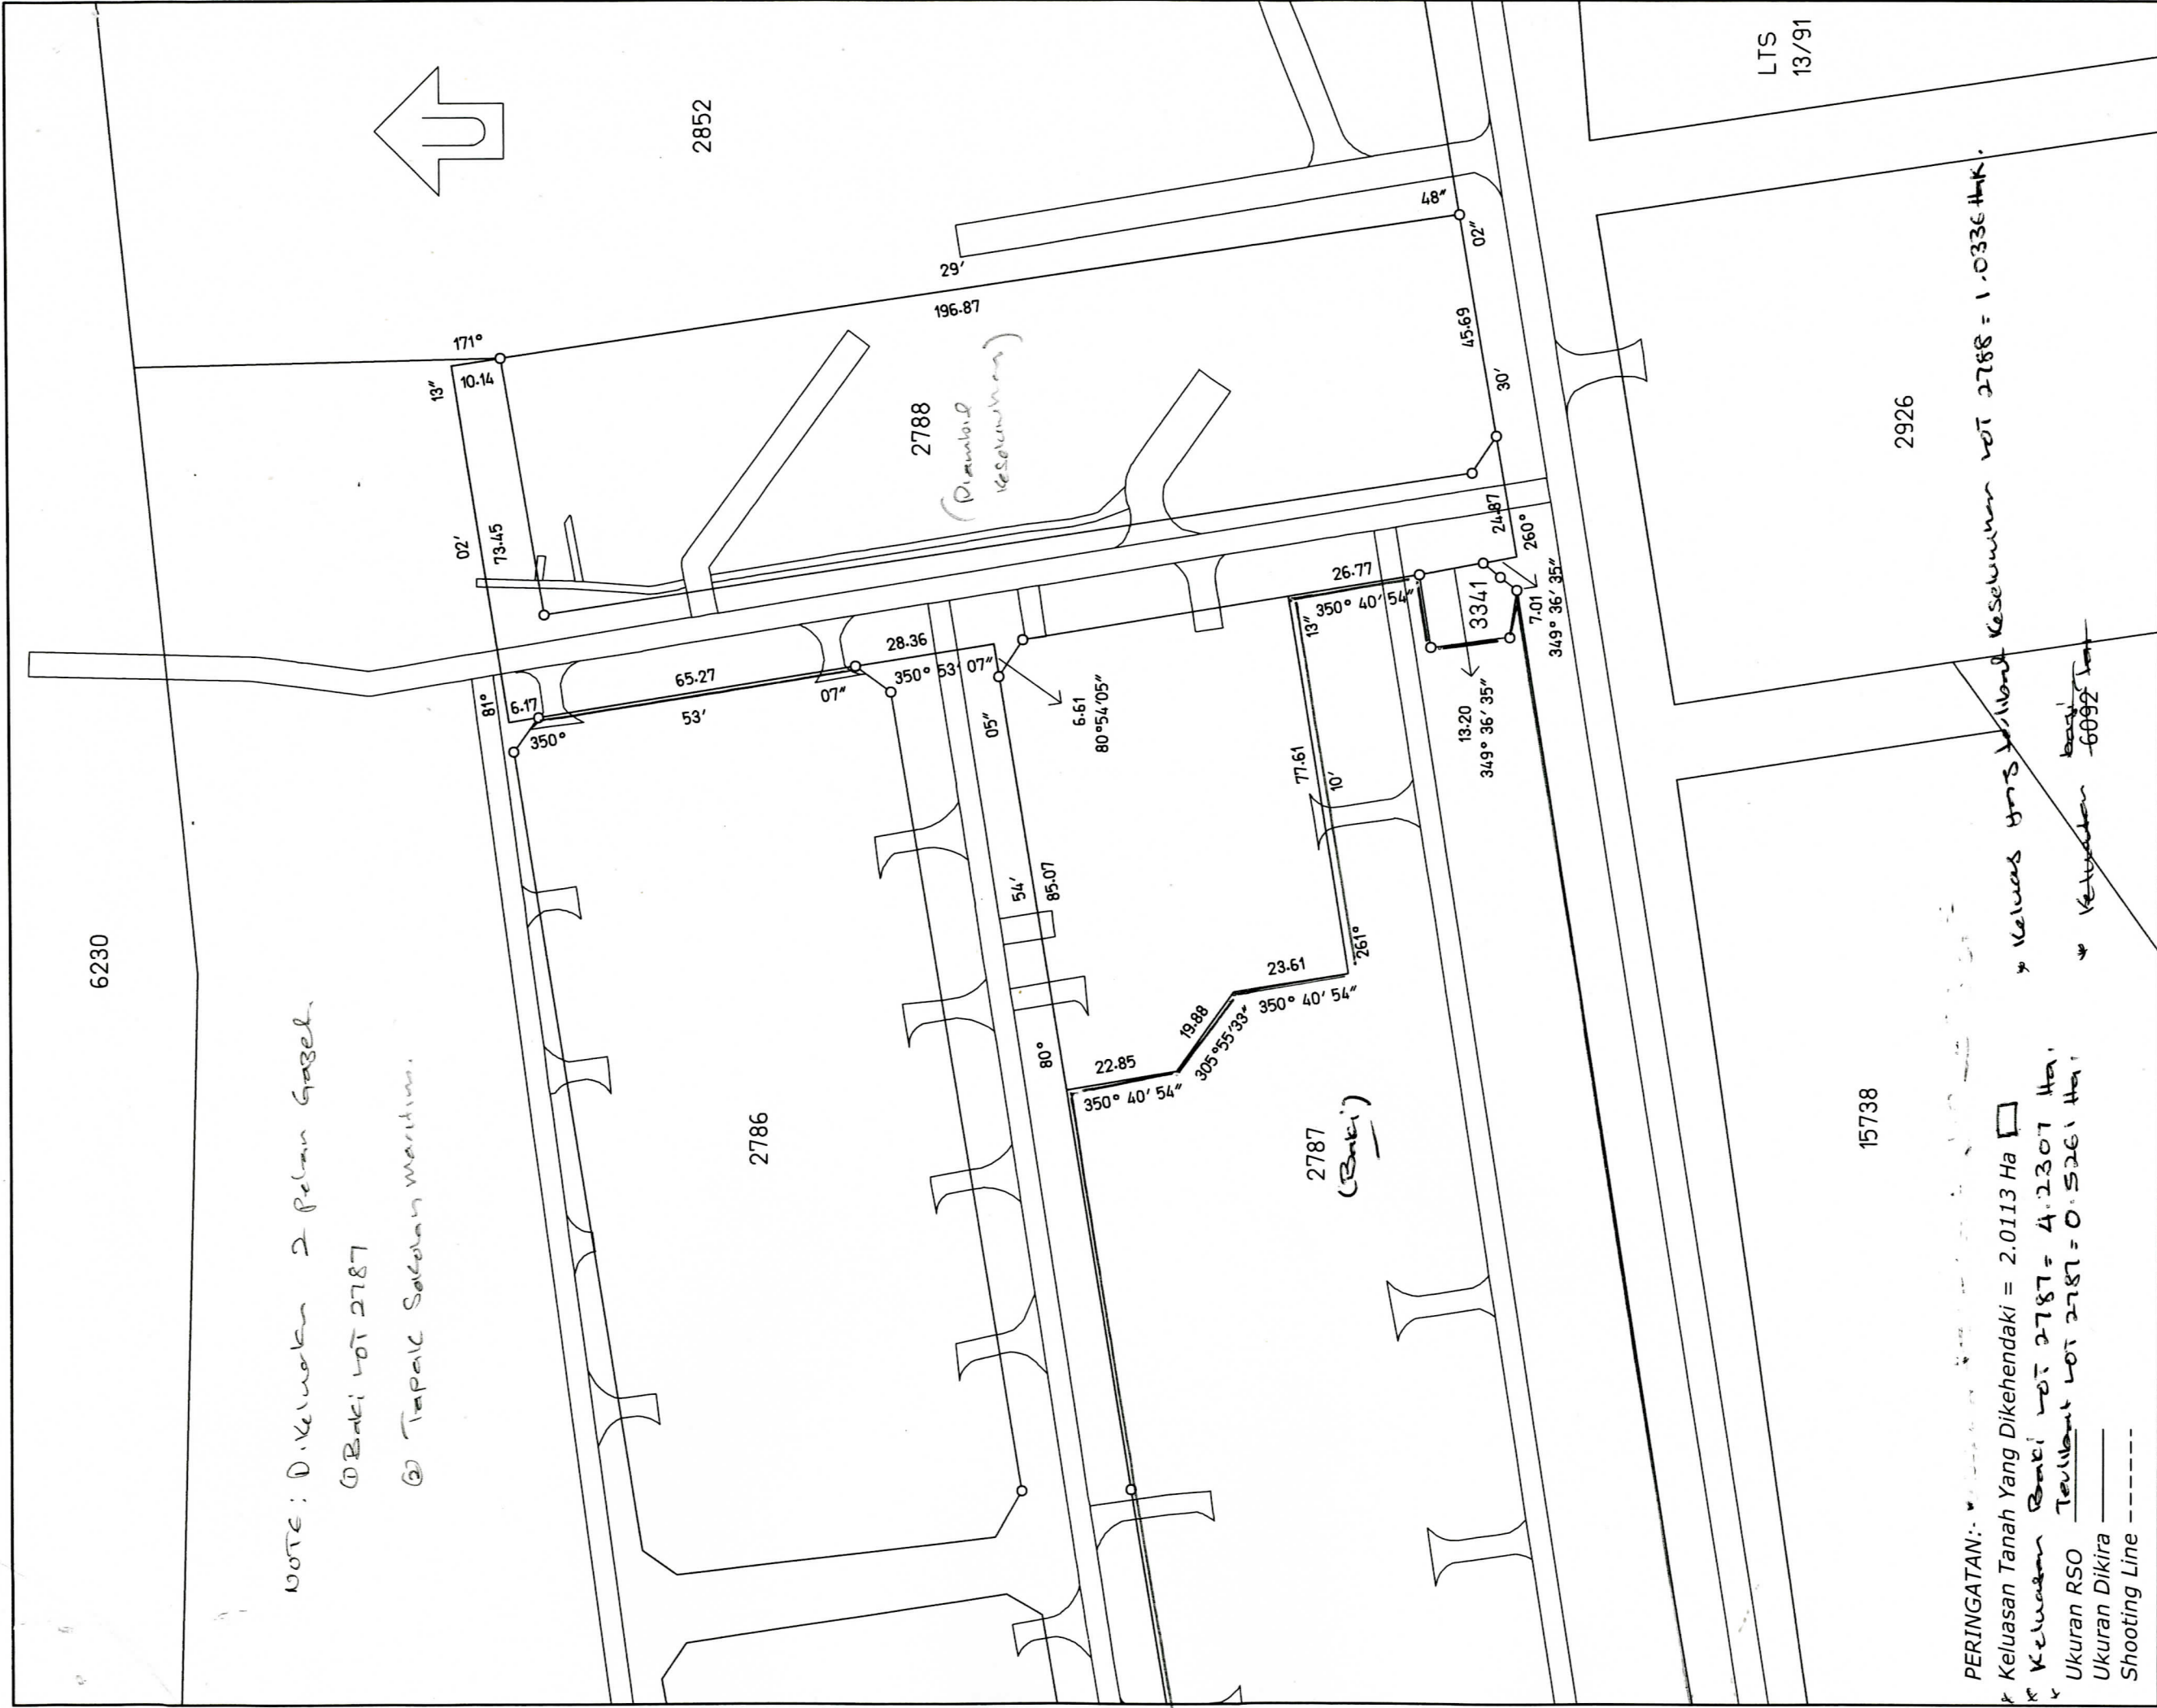 6230
2852
LTS
13/91
NOTE: Dikeluarkan 2 Pelan Gazet
① Baki LOT 2787
② Tapak Sekolah Maritim.
171°
10.14
29'
196.87
48"
13"
02'
73.45
81°
6.17
350°
65.27
53'
07"
28.36
350° 53' 07"
6.61
80°54'05"
05"
54'
85.07
80°
2786
2788
(Diambil
Keseluruhan)
02"
45.69
30'
24.87
260°
7.01
349° 36' 35"
3341
13.20
349° 36' 35"
26.77
350° 40' 54"
13"
77.61
10'
261°
23.61
350° 40' 54"
19.88
305°55'33"
22.85
350° 40' 54"
2787
(Baki)
2926
15738
PERINGATAN:-
* Keluasan Tanah Yang Dikehendaki = 2.0113 Ha
* Keluasan Baki LOT 2787 = 4.2307 Ha.
* Terlibat LOT 2787 = 0.5261 Ha.
Ukuran RSO
Ukuran Dikira
Shooting Line ------
* Keluas yang terlibat Keseluruhan LOT 2788 = 1.0336 Hak.
* Keluasan bagi Lot
6092